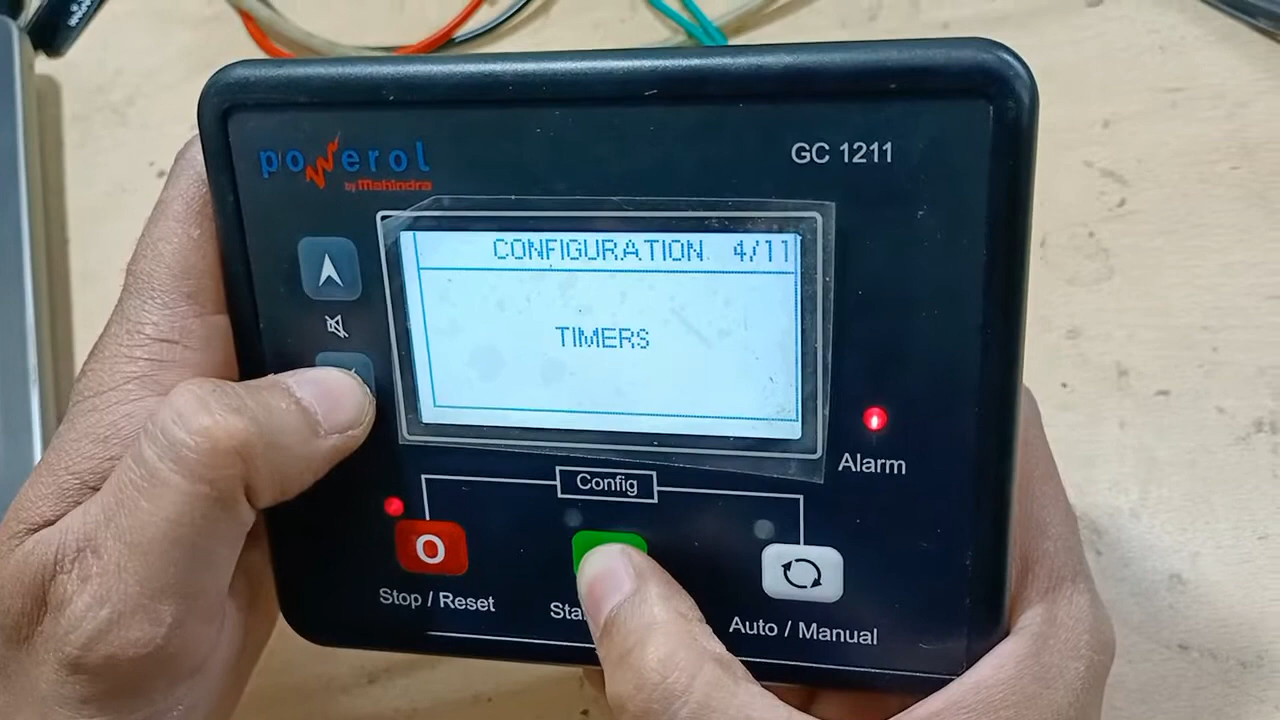 powerol
by Mahindra
GC 1211
CONFIGURATION 4/11
TIMERS
Alarm
Config
O
Stop / Reset
Auto / Manual